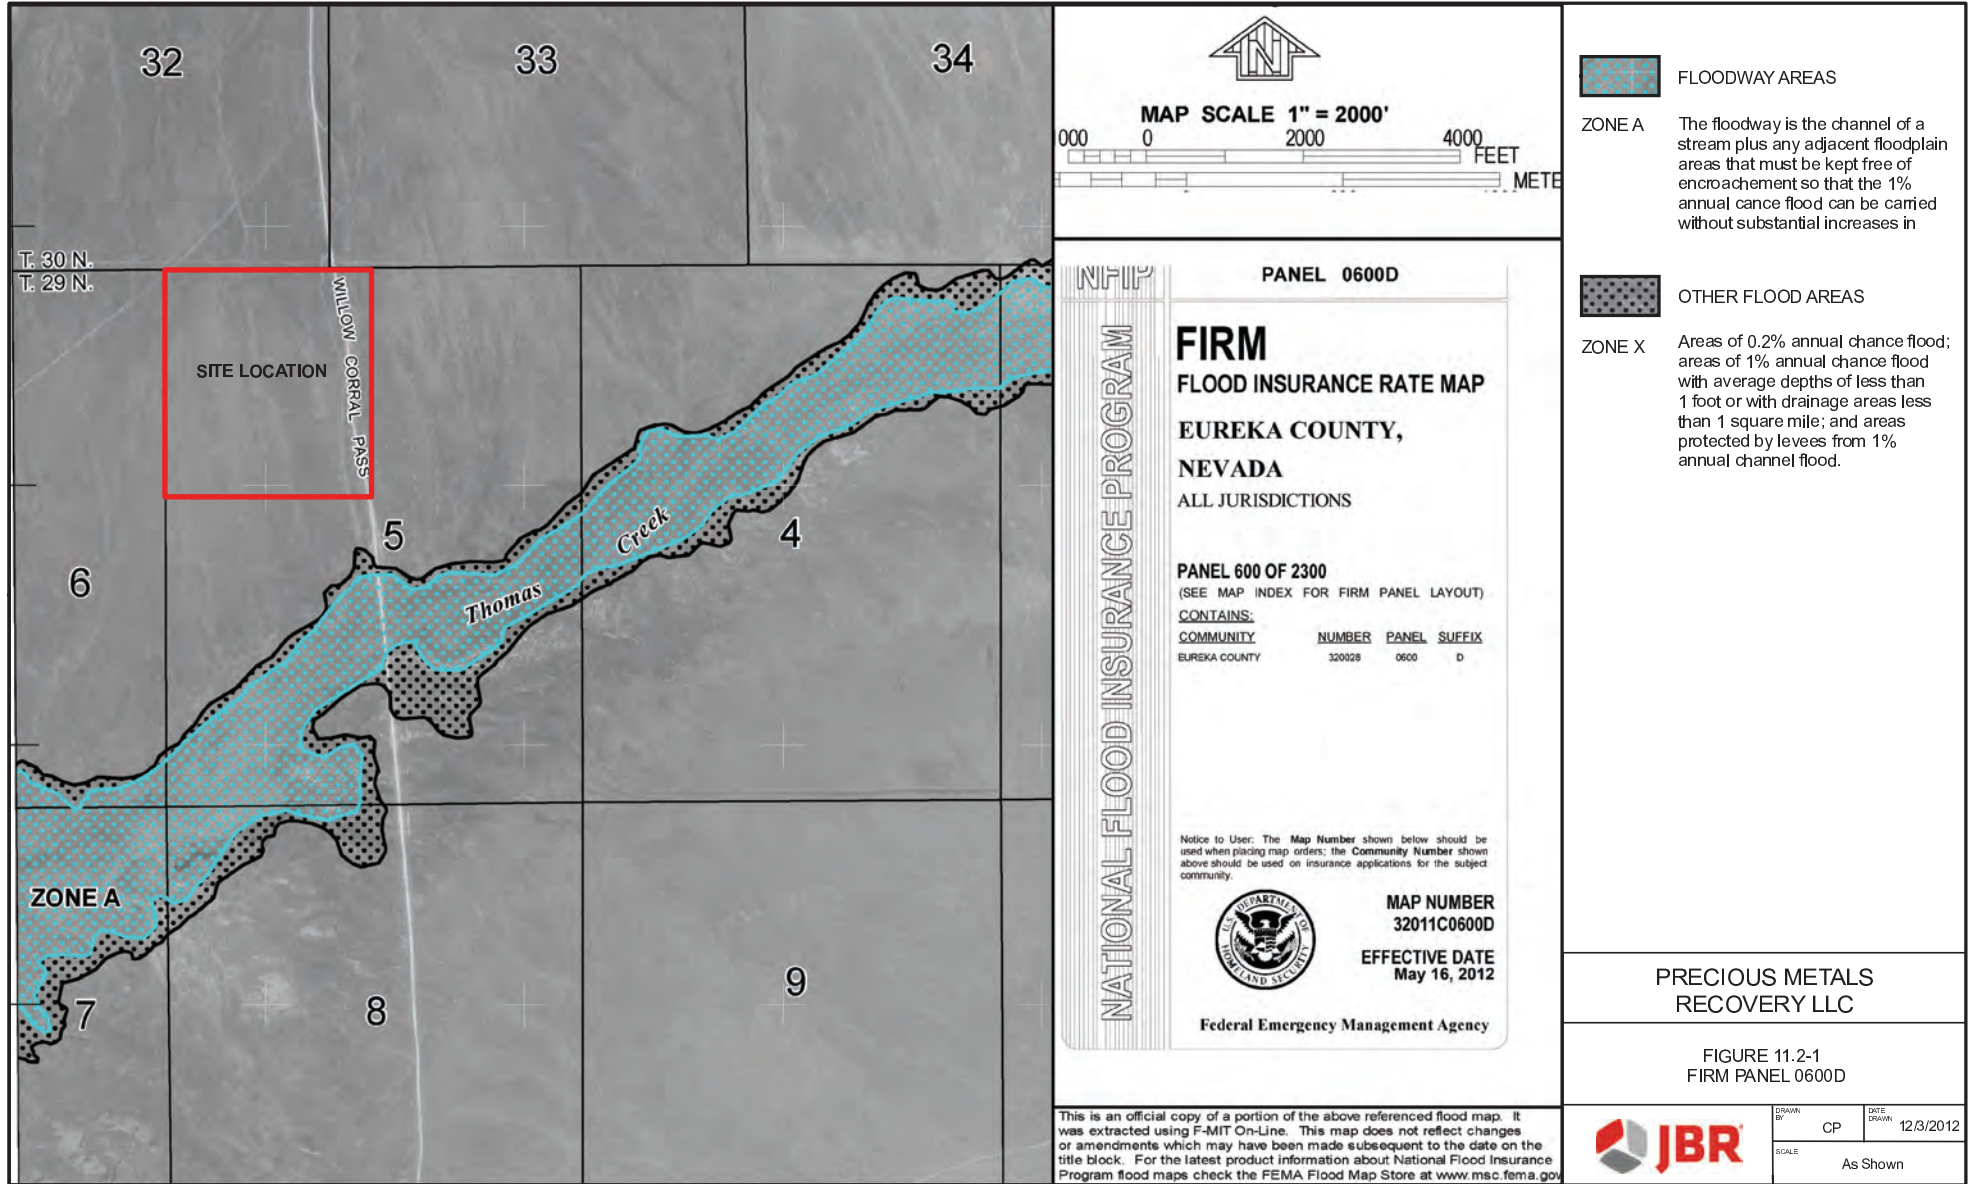 32
33
34
T. 30 N.
T. 29 N.
WILLOW CORRAL PASS
SITE LOCATION
5
4
6
Creek
Thomas
ZONE A
7
8
9
N
MAP SCALE 1" = 2000'
000 0 2000 4000
FEET
METE
NFIP
NATIONAL FLOOD INSURANCE PROGRAM
PANEL 0600D
FIRM
FLOOD INSURANCE RATE MAP
EUREKA COUNTY,
NEVADA
ALL JURISDICTIONS
PANEL 600 OF 2300
(SEE MAP INDEX FOR FIRM PANEL LAYOUT)
CONTAINS:
COMMUNITY NUMBER PANEL SUFFIX
EUREKA COUNTY 320028 0600 D
Notice to User: The Map Number shown below should be
used when placing map orders; the Community Number shown
above should be used on insurance applications for the subject
community.
U.S. DEPARTMENT OF HOMELAND SECURITY
MAP NUMBER
32011C0600D
EFFECTIVE DATE
May 16, 2012
Federal Emergency Management Agency
This is an official copy of a portion of the above referenced flood map. It
was extracted using F-MIT On-Line. This map does not reflect changes
or amendments which may have been made subsequent to the date on the
title block. For the latest product information about National Flood Insurance
Program flood maps check the FEMA Flood Map Store at www.msc.fema.gov
FLOODWAY AREAS
ZONE A
The floodway is the channel of a
stream plus any adjacent floodplain
areas that must be kept free of
encroachement so that the 1%
annual cance flood can be carried
without substantial increases in
OTHER FLOOD AREAS
ZONE X
Areas of 0.2% annual chance flood;
areas of 1% annual chance flood
with average depths of less than
1 foot or with drainage areas less
than 1 square mile; and areas
protected by levees from 1%
annual channel flood.
PRECIOUS METALS
RECOVERY LLC
FIGURE 11.2-1
FIRM PANEL 0600D
JBR
DRAWN
BY
CP
DATE
DRAWN
12/3/2012
SCALE
As Shown